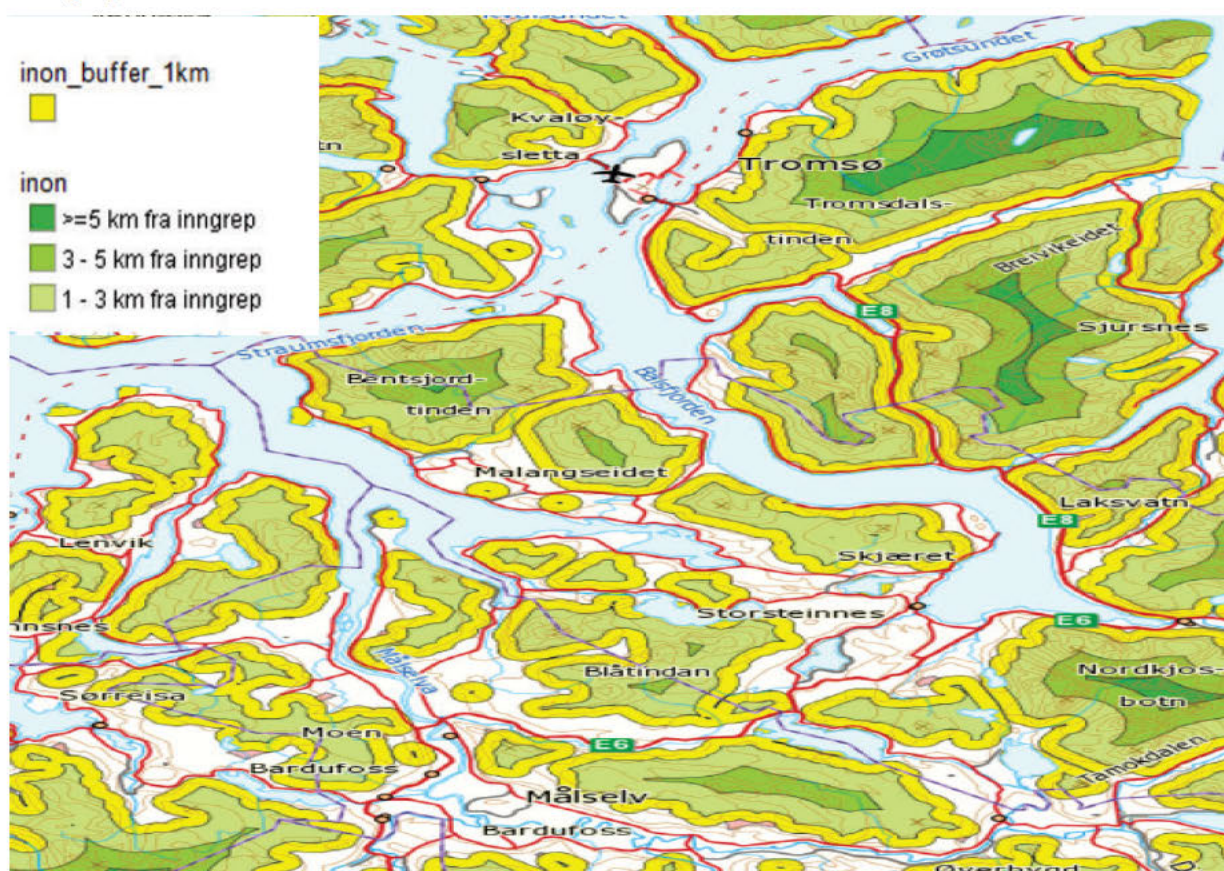 inon_buffer_1km
inon
>=5 km fra inngrep
3 - 5 km fra inngrep
1 - 3 km fra inngrep
Grøtsundet
Kvaløy-
sletta
Tromsø
Tromsdals-
tinden
Breivikeidet
E8
Sjursnes
Straumsfjorden
Bentsjord-
tinden
Balsfjorden
Malangseidet
Laksvatn
E8
Lenvik
Skjæret
Storsteinnes
E6
Målselva
Blåtindan
Nordkjos-
botn
Sørreisa
Moen
E6
Bardufoss
Tamokdalen
Målselv
Bardufoss